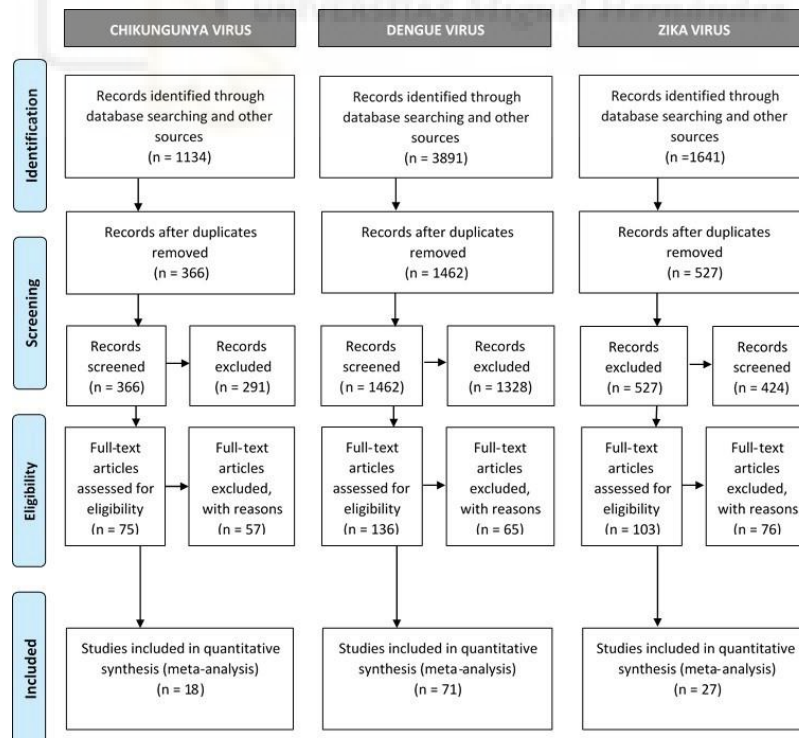 UNIVERSITAS Miguel Hernández
CHIKUNGUNYA VIRUS
DENGUE VIRUS
ZIKA VIRUS
Identification
Records identified through
database searching and other
sources
(n = 1134)
Records identified through
database searching and other
sources
(n = 3891)
Records identified through
database searching and other
sources
(n =1641)
Screening
Records after duplicates
removed
(n = 366)
Records after duplicates
removed
(n = 1462)
Records after duplicates
removed
(n = 527)
Records
screened
(n = 366)
Records
excluded
(n = 291)
Records
screened
(n = 1462)
Records
excluded
(n = 1328)
Records
excluded
(n = 527)
Records
screened
(n = 424)
Eligibility
Full-text
articles
assessed for
eligibility
(n = 75)
Full-text
articles
excluded,
with reasons
(n = 57)
Full-text
articles
assessed for
eligibility
(n = 136)
Full-text
articles
excluded,
with reasons
(n = 65)
Full-text
articles
assessed for
eligibility
(n = 103)
Full-text
articles
excluded,
with reasons
(n = 76)
Included
Studies included in quantitative
synthesis (meta-analysis)
(n = 18)
Studies included in quantitative
synthesis (meta-analysis)
(n = 71)
Studies included in quantitative
synthesis (meta-analysis)
(n = 27)